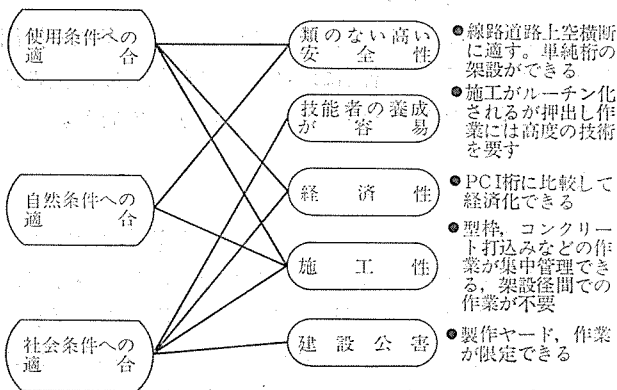 使用条件への
適合
自然条件への
適合
社会条件への
適合
類のない高い
安全性
技能者の養成
が容易
経済性
施工性
建設公害
●線路道路上空横断
に適す。単純桁の
架設ができる
●施工がルーチン化
されるが押出し作
業には高度の技術
を要す
●PCI桁に比較して
経済化できる
●型枠，コンクリー
ト打込みなどの作
業が集中管理でき
る，架設径間での
作業が不要
●製作ヤード，作業
が限定できる